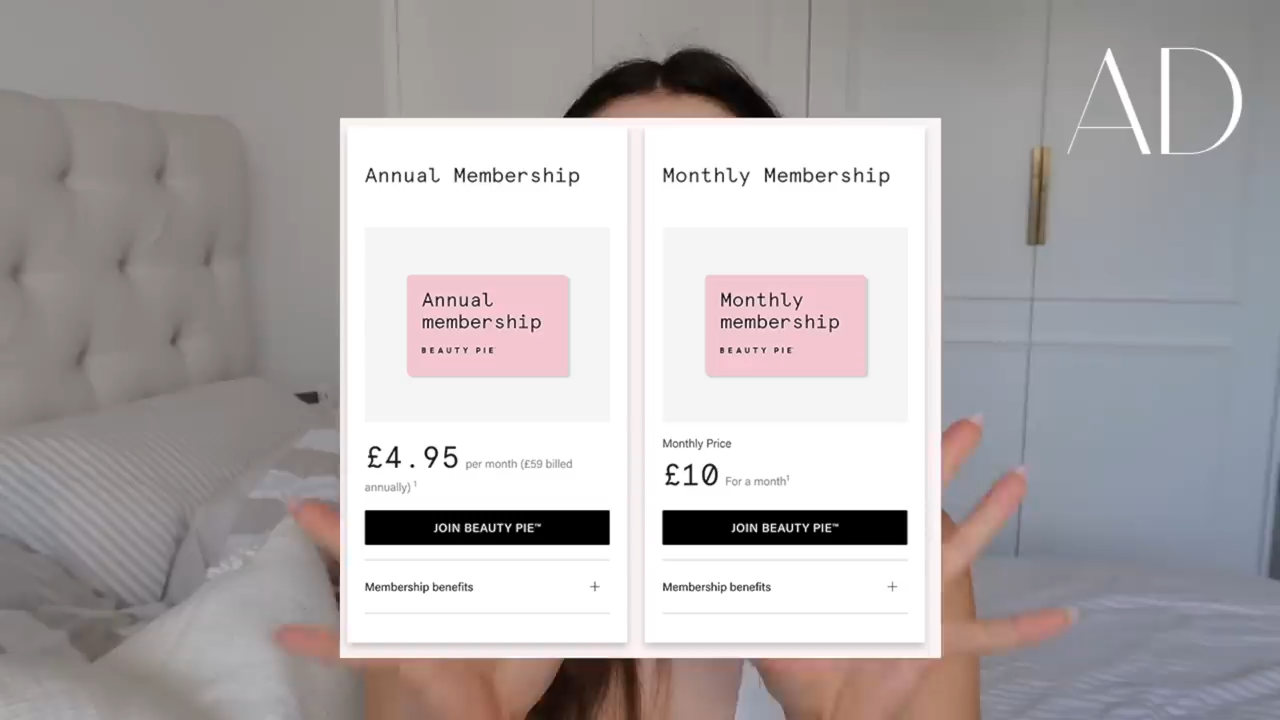 AD
Annual Membership
Annual
membership
BEAUTY PIE
£4.95 per month (£59 billed
annually) 1
JOIN BEAUTY PIE™
Membership benefits +
Monthly Membership
Monthly
membership
BEAUTY PIE
Monthly Price
£10 For a month1
JOIN BEAUTY PIE™
Membership benefits +